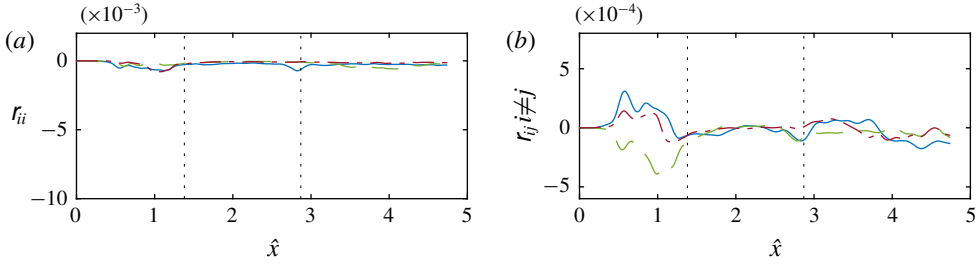 (×10⁻³)
(a)
0
−5
−10
r_ii
0 1 2 3 4 5
x̂
(×10⁻⁴)
(b)
5
0
−5
r_ij i≠j
0 1 2 3 4 5
x̂